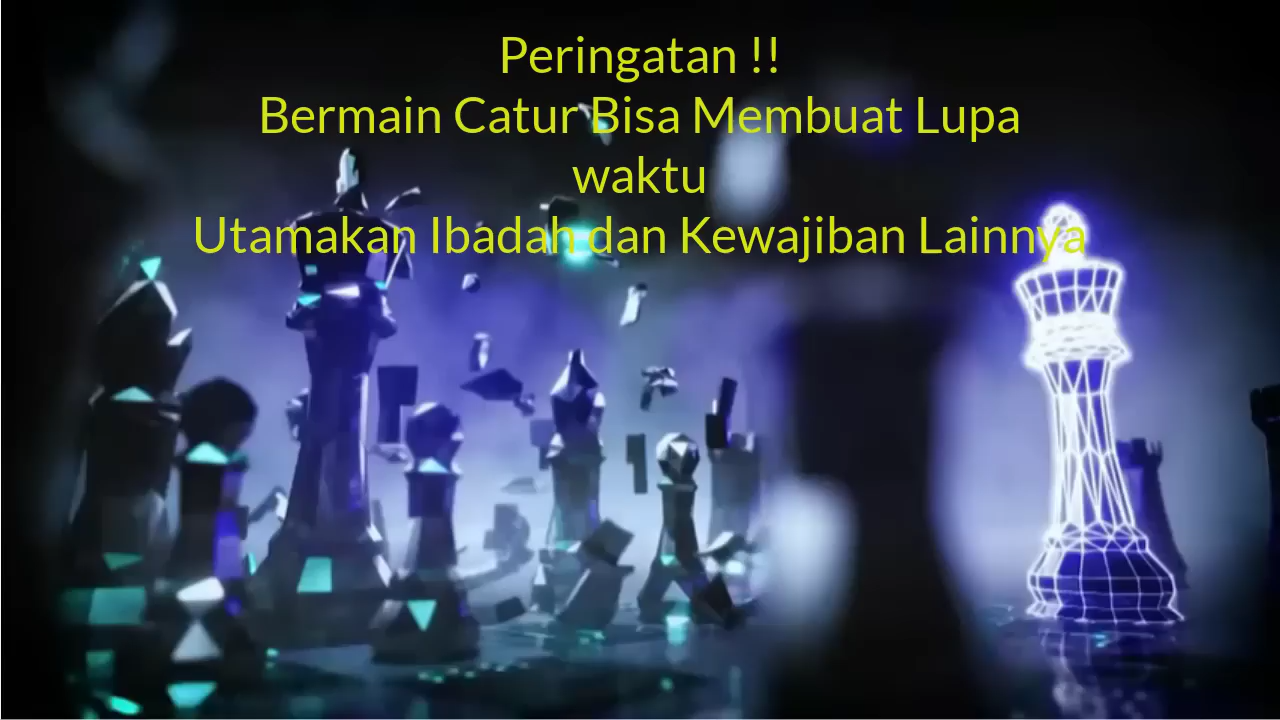 Peringatan !!
Bermain Catur Bisa Membuat Lupa
waktu
Utamakan Ibadah dan Kewajiban Lainnya